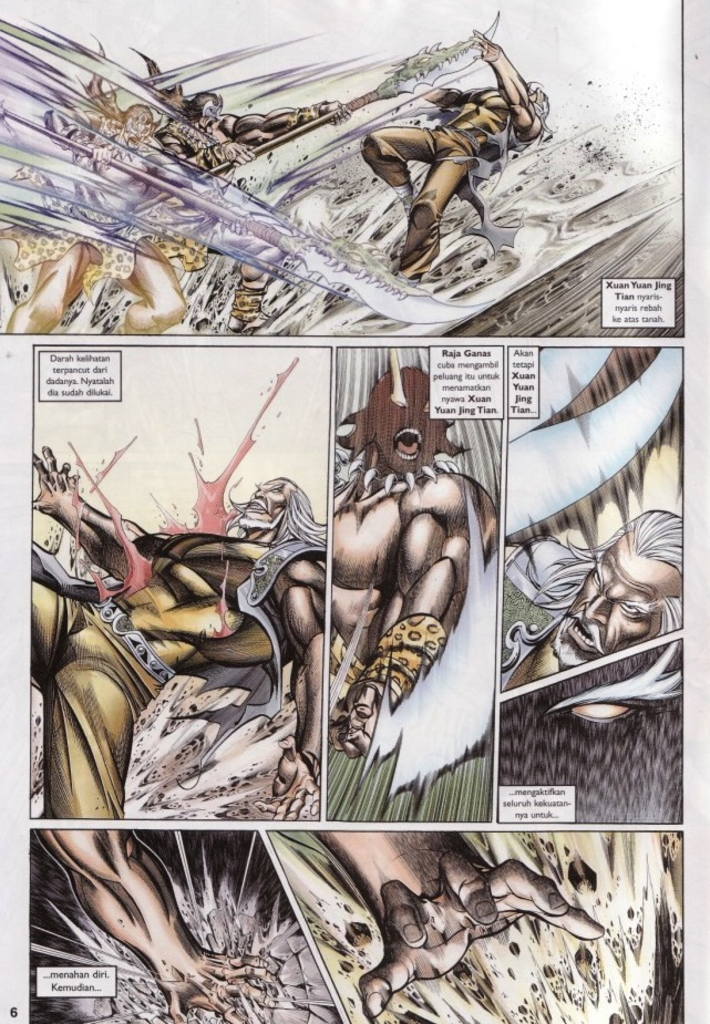 Xuan Yuan Jing
Tian nyaris-
nyaris rebah
ke atas tanah.
Darah kelihatan
terpancut dari
dadanya. Nyatalah
dia sudah dilukai.
Raja Ganas
cuba mengambil
peluang itu untuk
menamatkan
nyawa Xuan
Yuan Jing Tian.
Akan
tetapi
Xuan
Yuan
Jing
Tian...
...mengaktifkan
seluruh kekuatan-
nya untuk...
...menahan diri.
Kemudian...
6